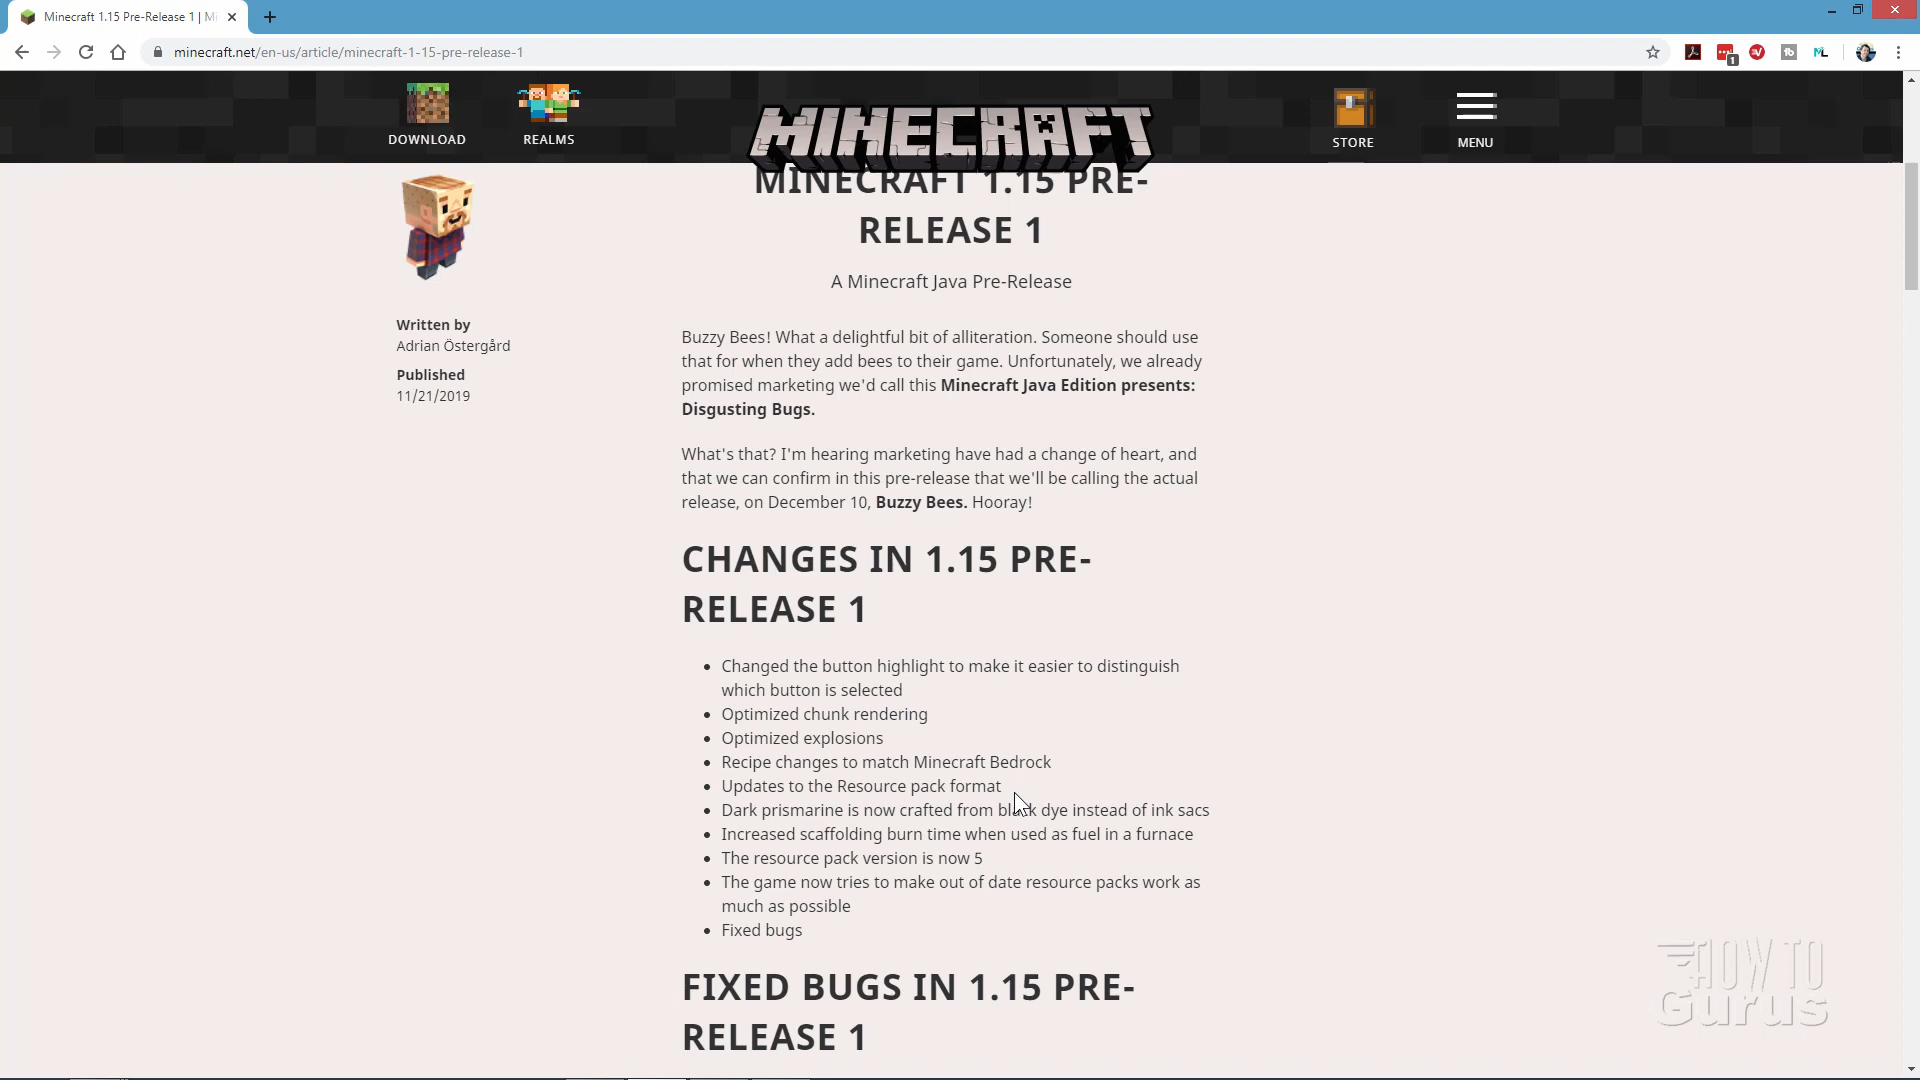 Minecraft 1.15 Pre-Release 1 | Mi
minecraft.net/en-us/article/minecraft-1-15-pre-release-1
1
DOWNLOAD
REALMS
MINECRAFT
STORE
MENU
MINECRAFT 1.15 PRE-
RELEASE 1
A Minecraft Java Pre-Release
Written by
Adrian Östergård
Published
11/21/2019
Buzzy Bees! What a delightful bit of alliteration. Someone should use
that for when they add bees to their game. Unfortunately, we already
promised marketing we'd call this Minecraft Java Edition presents:
Disgusting Bugs.
What's that? I'm hearing marketing have had a change of heart, and
that we can confirm in this pre-release that we'll be calling the actual
release, on December 10, Buzzy Bees. Hooray!
CHANGES IN 1.15 PRE-
RELEASE 1
• Changed the button highlight to make it easier to distinguish
which button is selected
• Optimized chunk rendering
• Optimized explosions
• Recipe changes to match Minecraft Bedrock
• Updates to the Resource pack format
• Dark prismarine is now crafted from black dye instead of ink sacs
• Increased scaffolding burn time when used as fuel in a furnace
• The resource pack version is now 5
• The game now tries to make out of date resource packs work as
much as possible
• Fixed bugs
FIXED BUGS IN 1.15 PRE-
RELEASE 1
HOW TO
Gurus